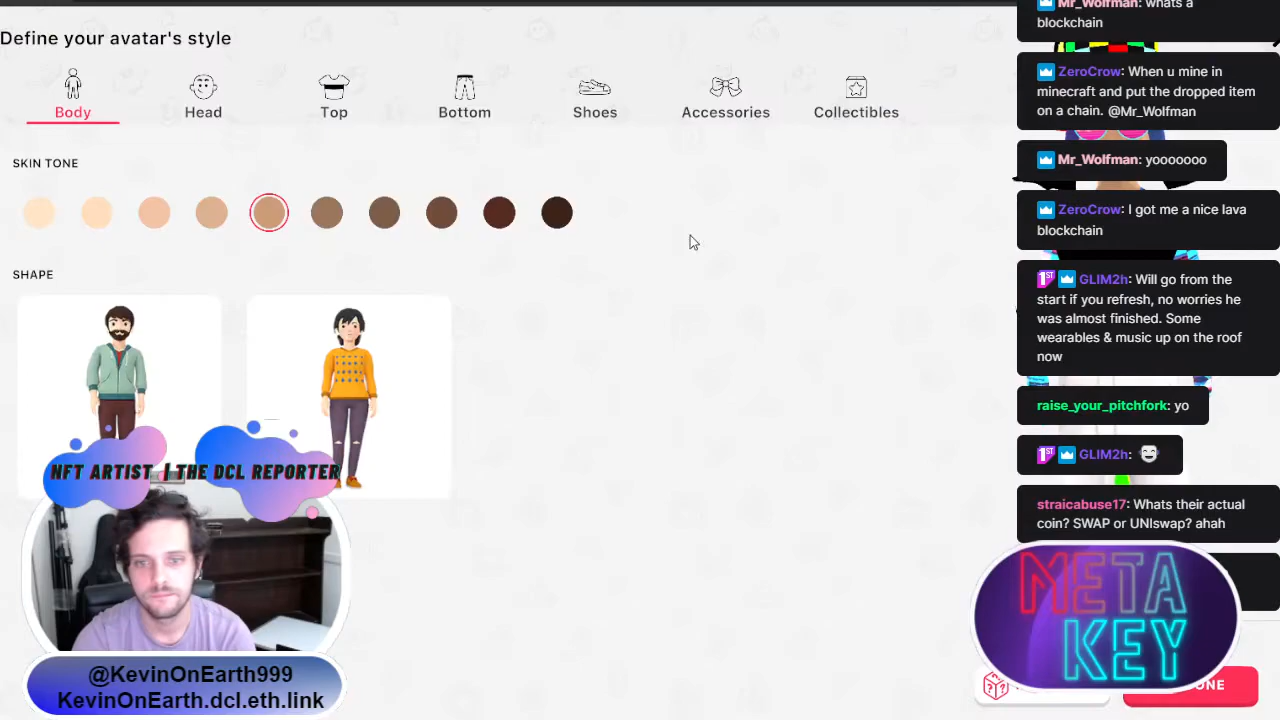 Define your avatar's style
Body
Head
Top
Bottom
Shoes
Accessories
Collectibles
SKIN TONE
SHAPE
NFT ARTIST | THE DCL REPORTER
@KevinOnEarth999
KevinOnEarth.dcl.eth.link
Mr_Wolfman: whats a
blockchain
ZeroCrow: When u mine in
minecraft and put the dropped item
on a chain. @Mr_Wolfman
Mr_Wolfman: yooooooo
ZeroCrow: I got me a nice lava
blockchain
1ST GLIM2h: Will go from the
start if you refresh, no worries he
was almost finished. Some
wearables & music up on the roof
now
raise_your_pitchfork: yo
1ST GLIM2h:
straicabuse17: Whats their actual
coin? SWAP or UNIswap? ahah
META
KEY